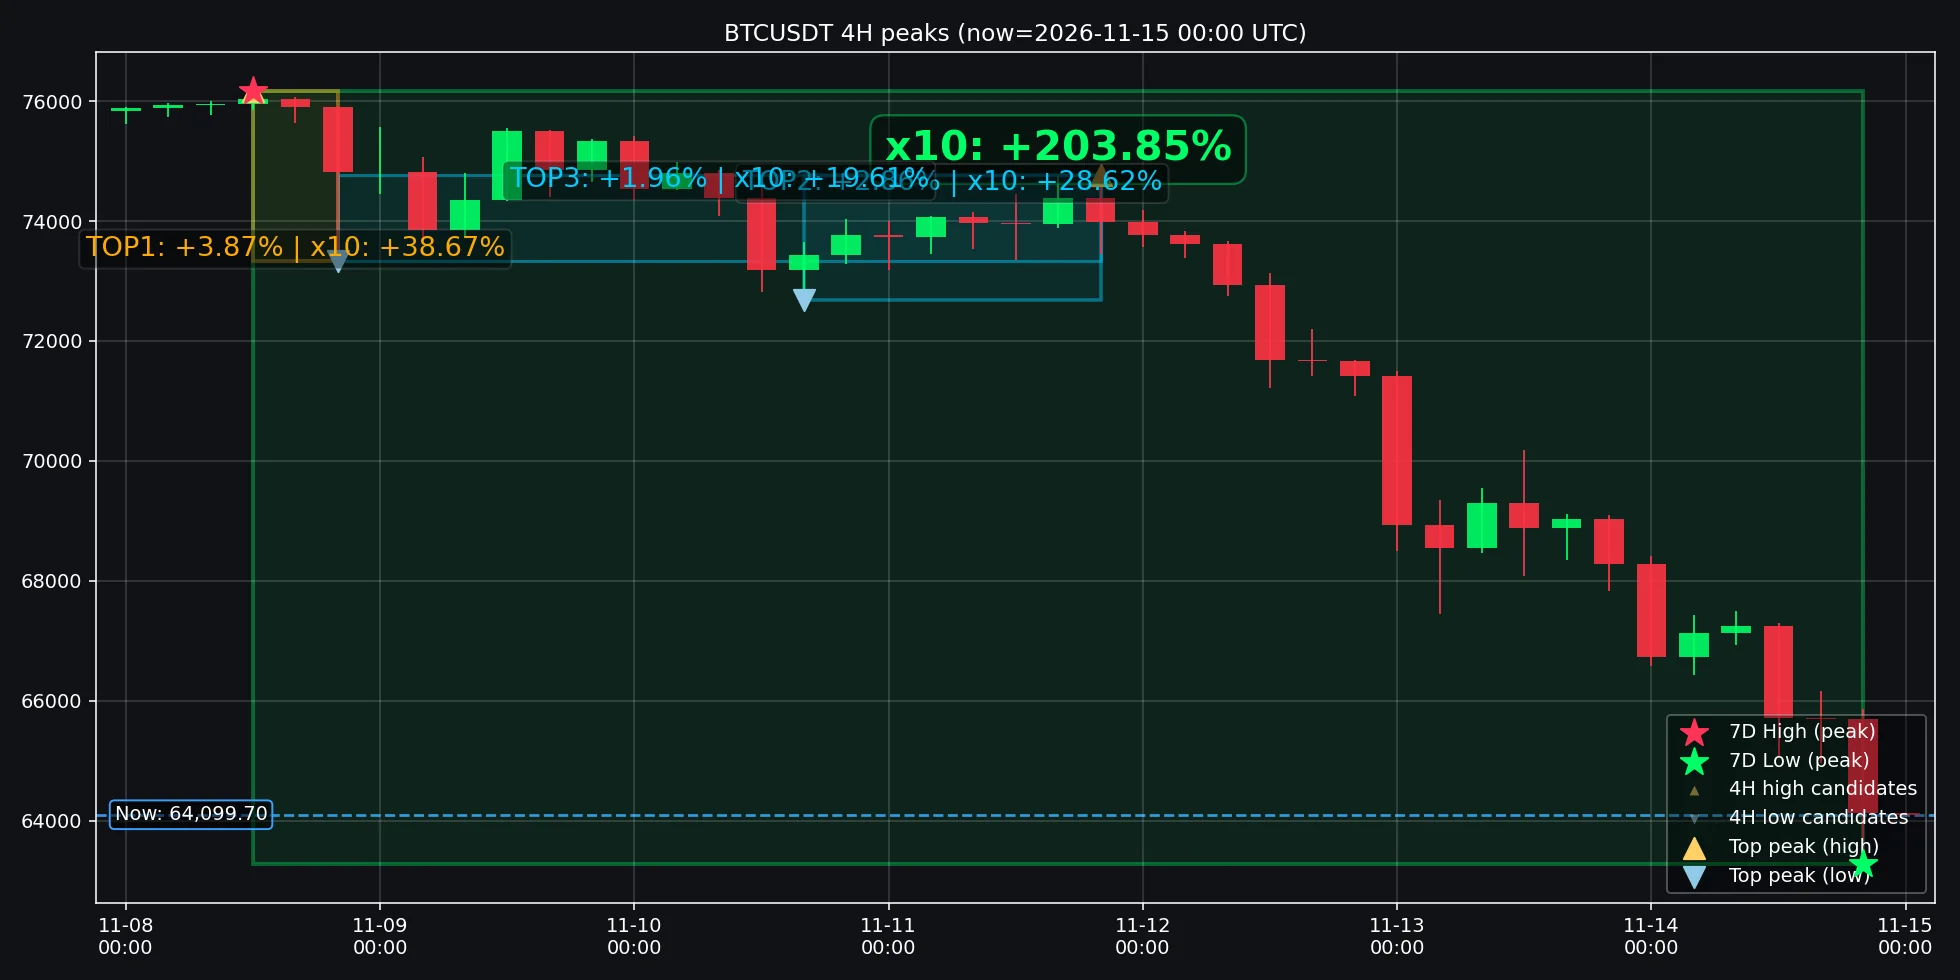 BTCUSDT 4H peaks (now=2026-11-15 00:00 UTC)
76000
74000
72000
70000
68000
66000
64000
x10: +203.85%
TOP3: +1.96% | x10: +19.61%
TOP2: +2.86% | x10: +28.62%
TOP1: +3.87% | x10: +38.67%
Now: 64,099.70
7D High (peak)
7D Low (peak)
4H high candidates
4H low candidates
Top peak (high)
Top peak (low)
11-08 11-09 11-10 11-11 11-12 11-13 11-14 11-15
00:00 00:00 00:00 00:00 00:00 00:00 00:00 00:00